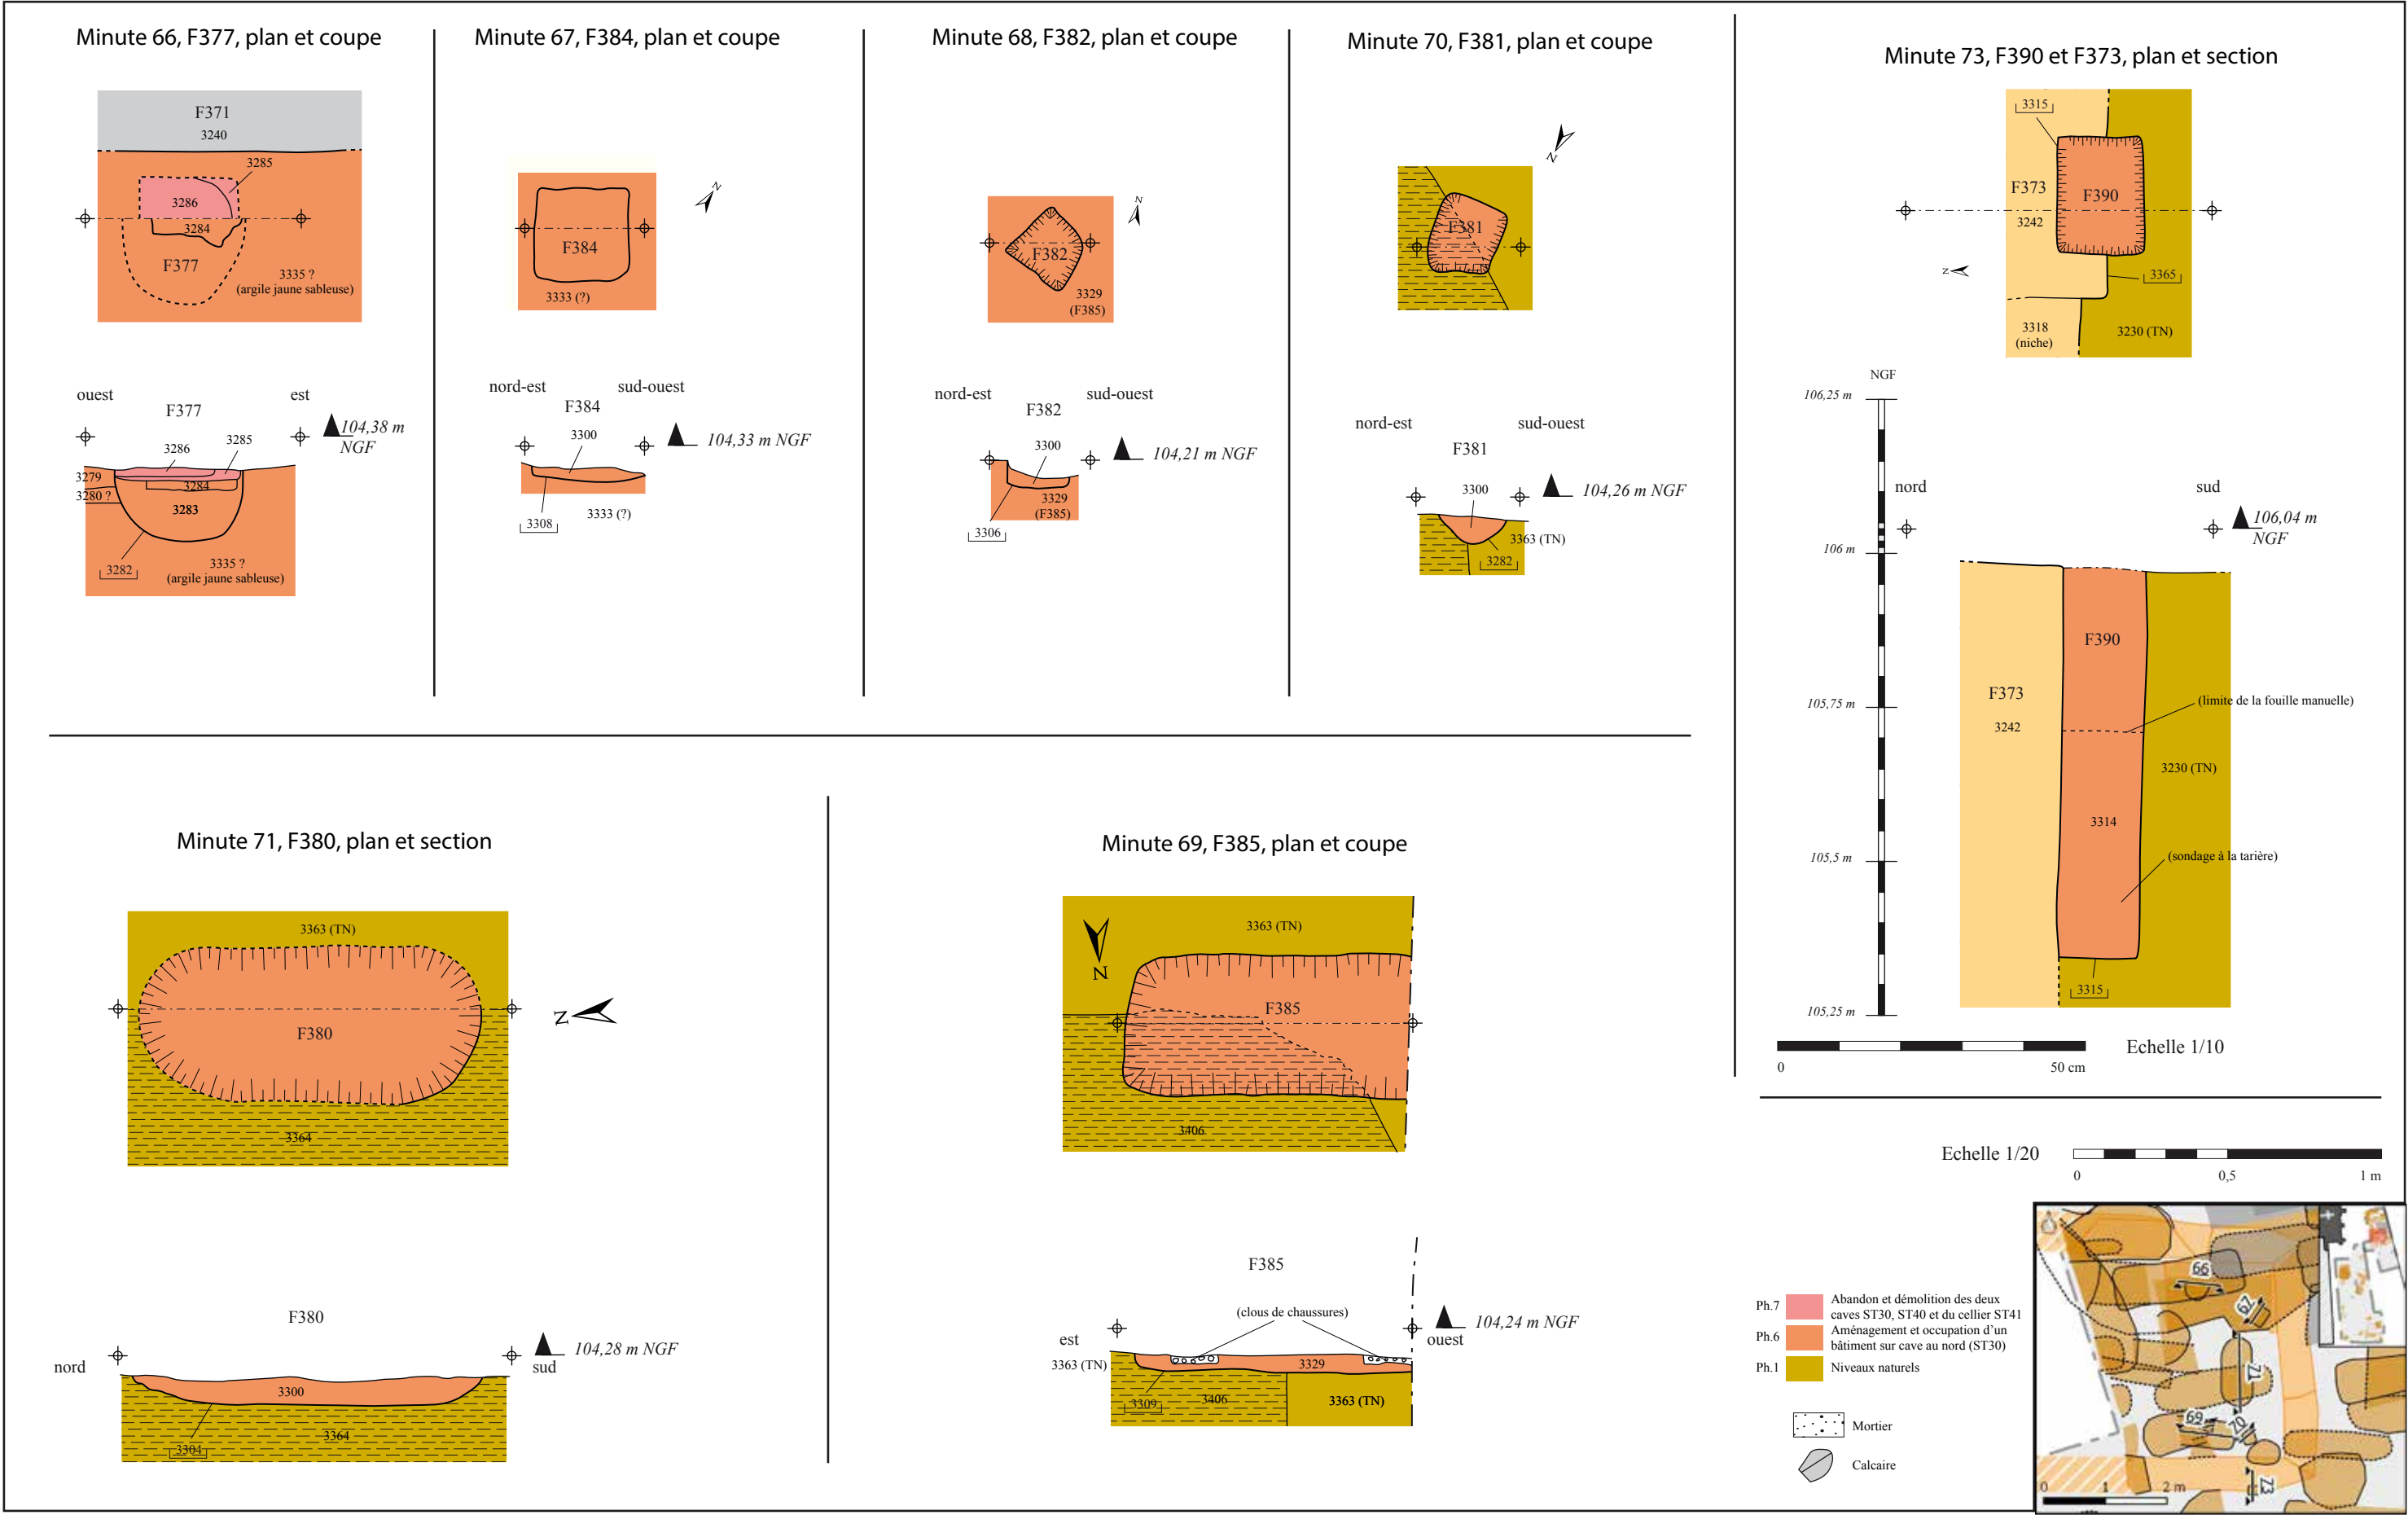 Minute 66, F377, plan et coupe
F371
3240
3285
3286
3284
F377
3335 ?
(argile jaune sableuse)
ouest
est
F377
104,38 m
NGF
3286
3285
3279
3280 ?
3284
3283
3282
3335 ?
(argile jaune sableuse)
Minute 67, F384, plan et coupe
N
F384
3333 (?)
nord-est
sud-ouest
F384
3300
104,33 m NGF
3308
3333 (?)
Minute 68, F382, plan et coupe
N
F382
3329
(F385)
nord-est
sud-ouest
F382
3300
104,21 m NGF
3329
(F385)
3306
Minute 70, F381, plan et coupe
N
F381
nord-est
sud-ouest
F381
3300
104,26 m NGF
3363 (TN)
3282
Minute 73, F390 et F373, plan et section
3315
F373
F390
3242
N
3365
3318
(niche)
3230 (TN)
NGF
106,25 m
nord
sud
106,04 m
NGF
106 m
F390
F373
(limite de la fouille manuelle)
105,75 m
3242
3230 (TN)
3314
105,5 m
(sondage à la tarière)
3315
105,25 m
Echelle 1/10
0
50 cm
Minute 71, F380, plan et section
3363 (TN)
N
F380
3364
F380
104,28 m NGF
nord
sud
3300
3364
3304
Minute 69, F385, plan et coupe
3363 (TN)
N
F385
3406
F385
(clous de chaussures)
104,24 m NGF
est
ouest
3363 (TN)
3329
3309
3406
3363 (TN)
Echelle 1/20
0
0,5
1 m
Ph.7
Abandon et démolition des deux
caves ST30, ST40 et du cellier ST41
Ph.6
Aménagement et occupation d'un
bâtiment sur cave au nord (ST30)
Ph.1
Niveaux naturels
Mortier
Calcaire
66
67
71
69
70
73
0
1
2 m